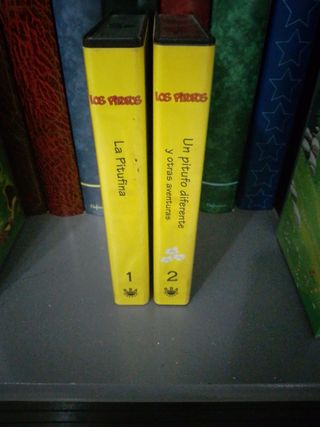 LOS PITUFOS
La Pitufina
1
LOS PITUFOS
Un pitufo diferente
y otras aventuras
2